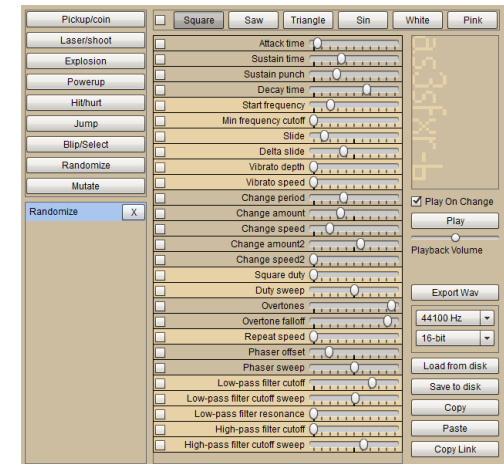 Pickup/coin
Laser/shoot
Explosion
Powerup
Hit/hurt
Jump
Blip/Select
Randomize
Mutate
Randomize X
Square Saw Triangle Sin White Pink
Attack time
Sustain time
Sustain punch
Decay time
Start frequency
Min frequency cutoff
Slide
Delta slide
Vibrato depth
Vibrato speed
Change period
Change amount
Change speed
Change amount2
Change speed2
Square duty
Duty sweep
Overtones
Overtone falloff
Repeat speed
Phaser offset
Phaser sweep
Low-pass filter cutoff
Low-pass filter cutoff sweep
Low-pass filter resonance
High-pass filter cutoff
High-pass filter cutoff sweep
as3sfxr-b
Play On Change
Play
Playback Volume
Export Wav
44100 Hz
16-bit
Load from disk
Save to disk
Copy
Paste
Copy Link